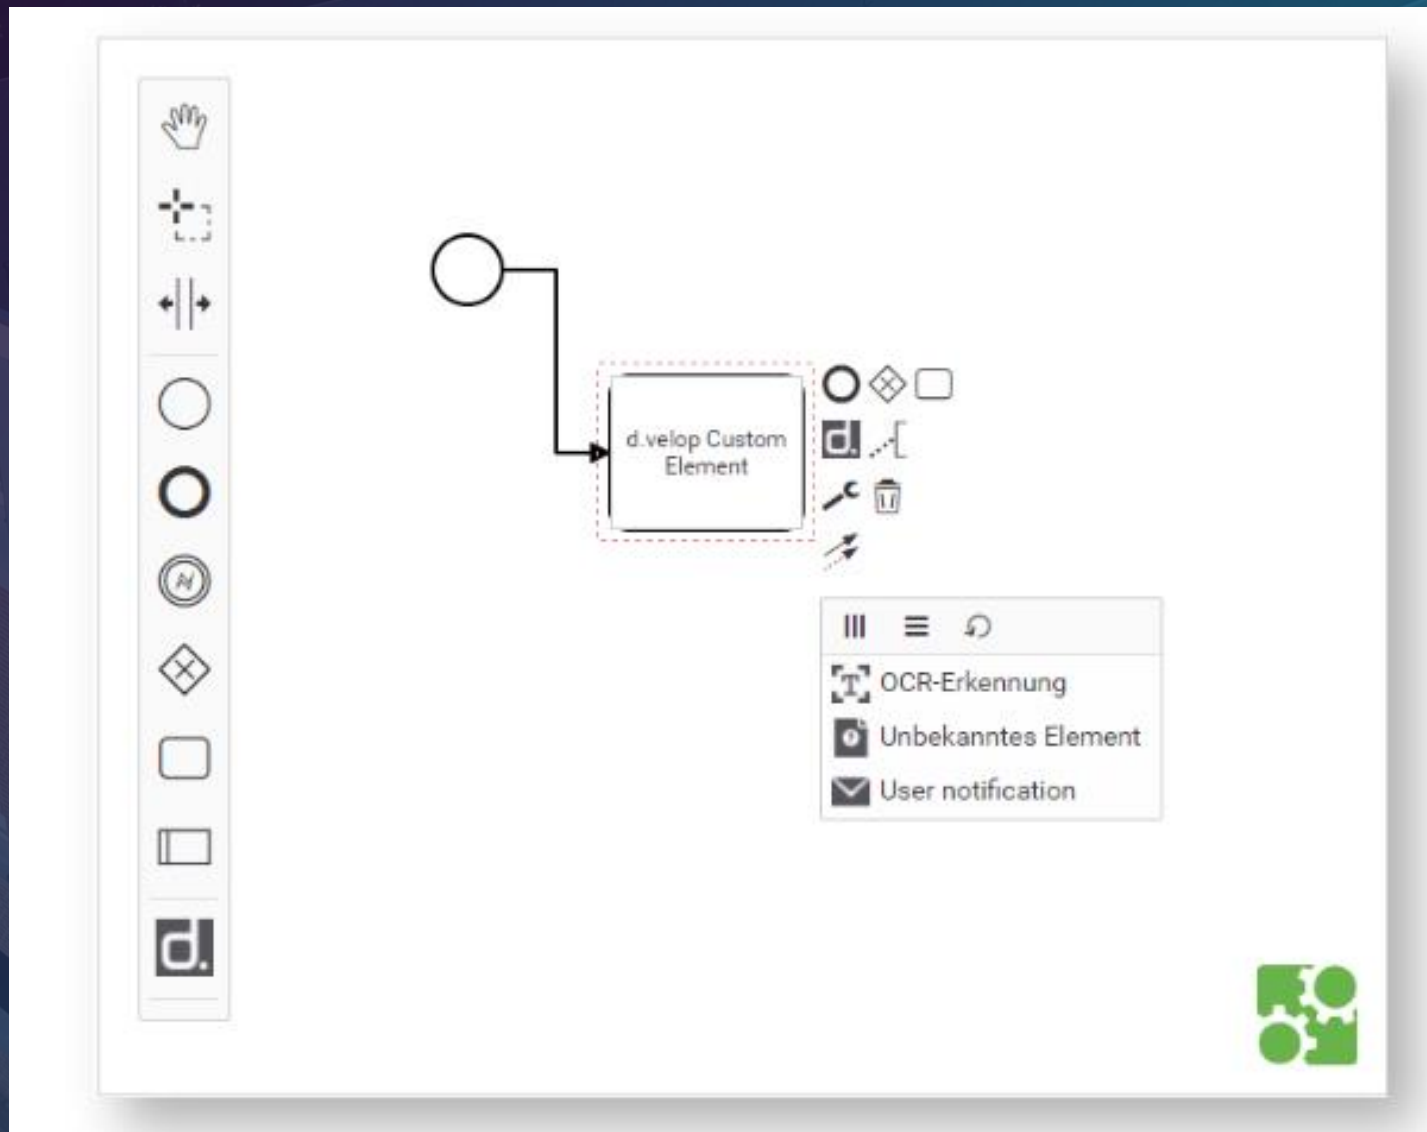 d.velop Custom
Element
d.
d.
OCR-Erkennung
Unbekanntes Element
User notification